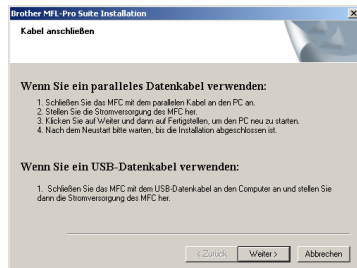 Brother MFL-Pro Suite Installation
Kabel anschließen
Wenn Sie ein paralleles Datenkabel verwenden:
1. Schließen Sie das MFC mit dem parallelen Kabel an den PC an.
2. Stellen Sie die Stromversorgung des MFC her.
3. Klicken Sie auf Weiter und dann auf Fertigstellen, um den PC neu zu starten.
4. Nach dem Neustart bitte warten, bis die Installation abgeschlossen ist.
Wenn Sie ein USB-Datenkabel verwenden:
1. Schließen Sie das MFC mit dem USB-Datenkabel an den Computer an und stellen Sie
dann die Stromversorgung des MFC her.
< Zurück Weiter > Abbrechen